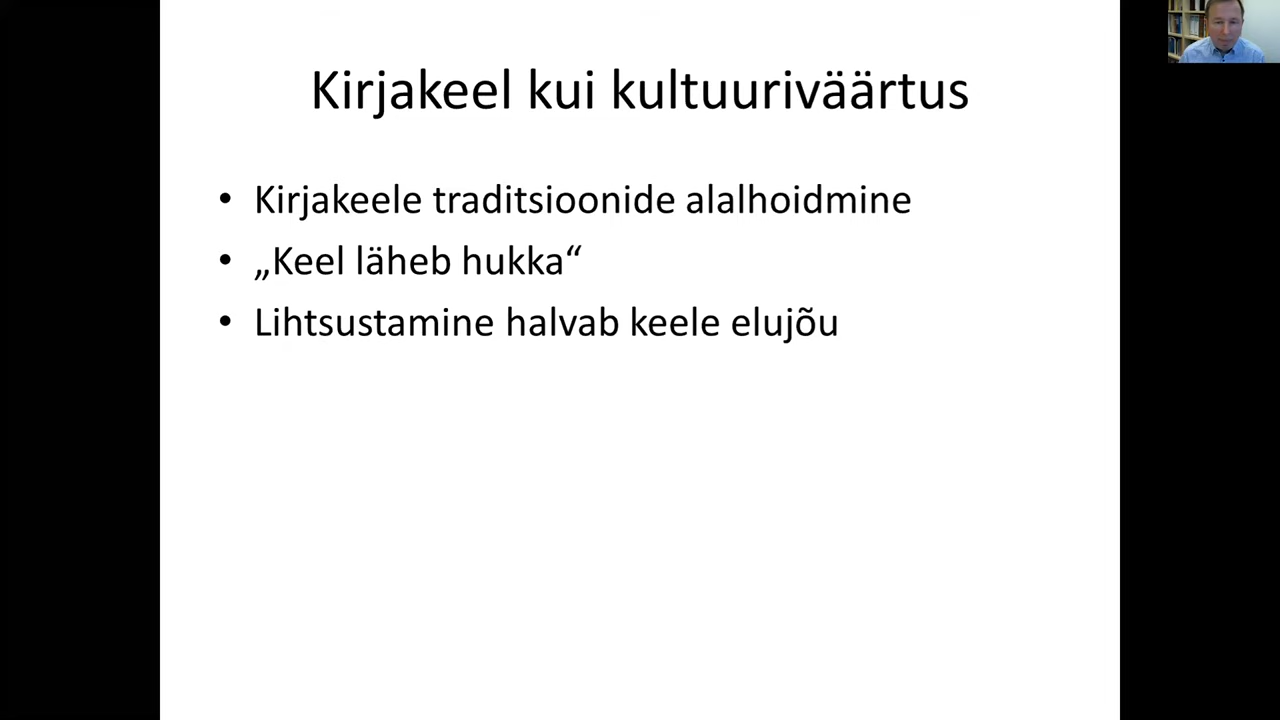 Kirjakeel kui kultuuriväärtus
• Kirjakeele traditsioonide alalhoidmine
• „Keel läheb hukka“
• Lihtsustamine halvab keele elujõu